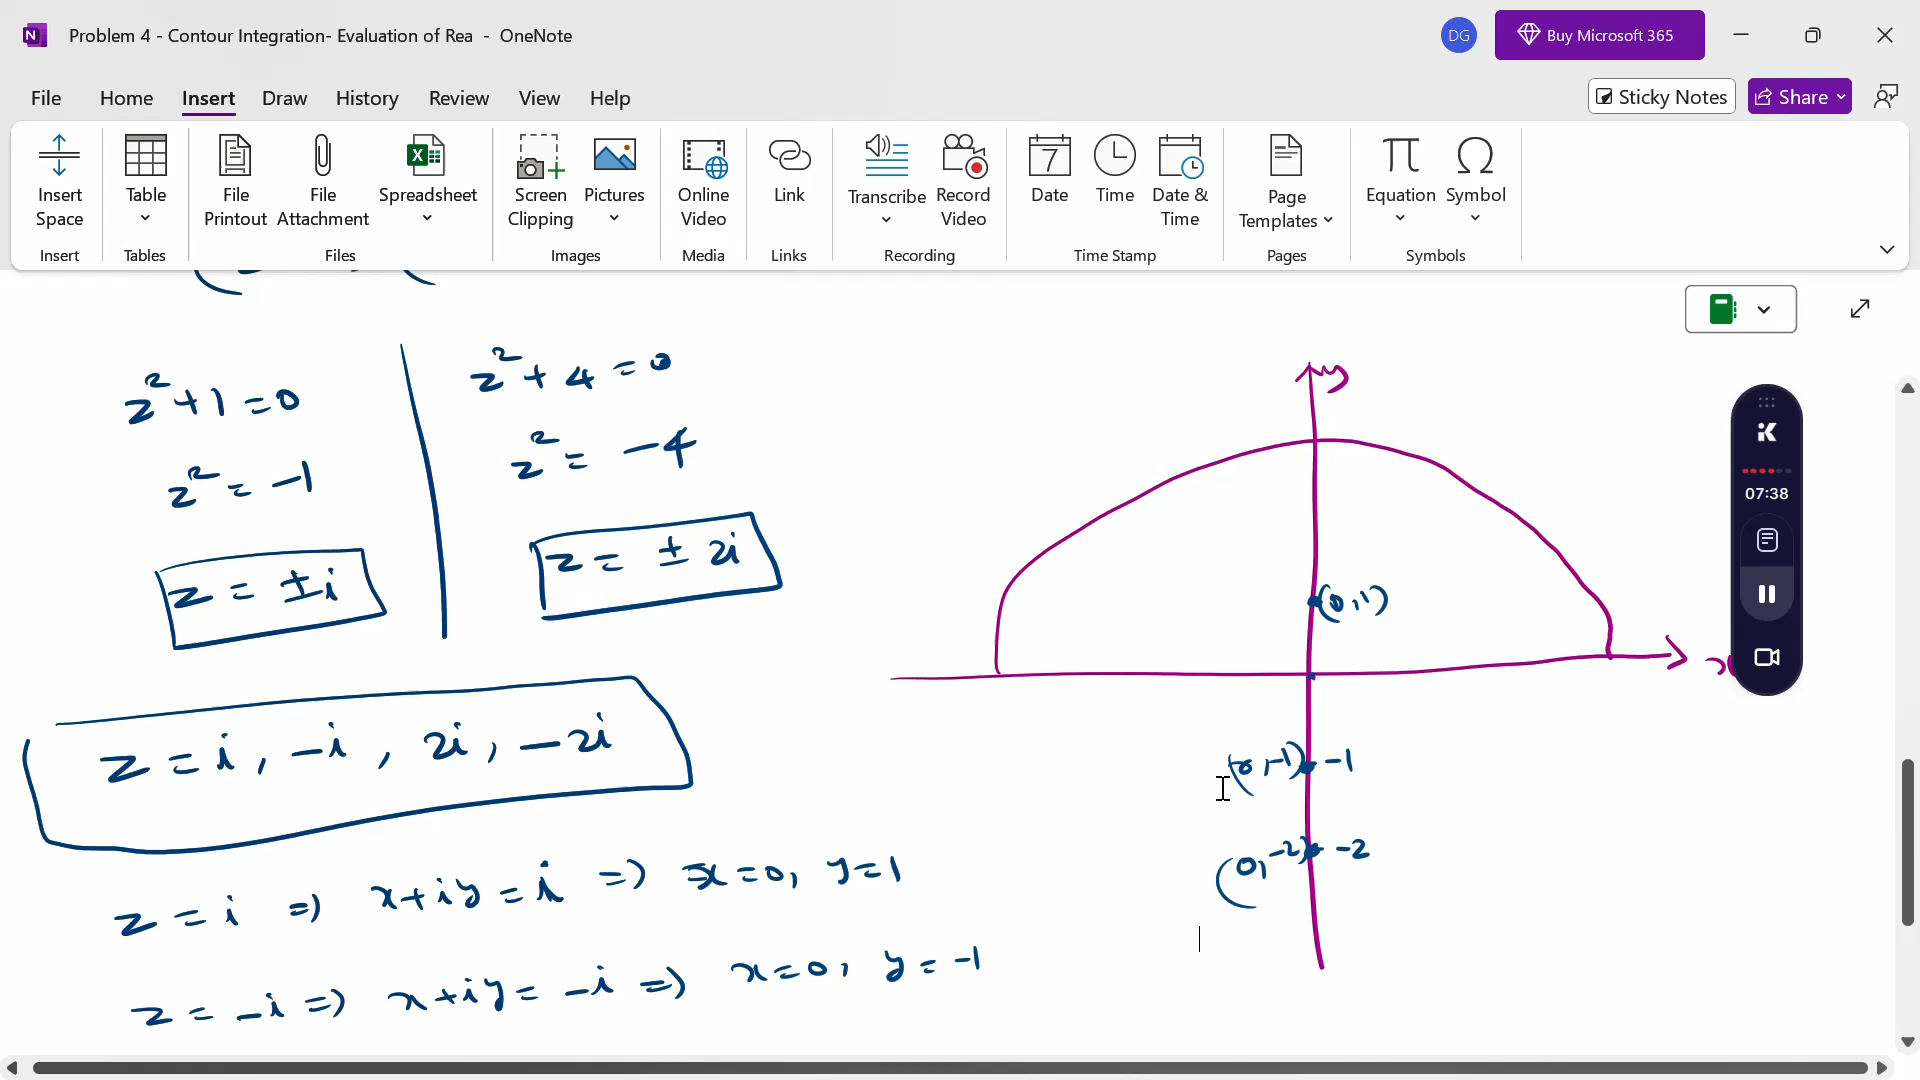 Problem 4 - Contour Integration- Evaluation of Rea - OneNote
DG
Buy Microsoft 365
File Home Insert Draw History Review View Help
Sticky Notes
Share
Insert Space
Table
File Printout
File Attachment
Spreadsheet
Screen Clipping
Pictures
Online Video
Link
Transcribe
Record Video
Date
Time
Date & Time
Page Templates
Equation
Symbol
Insert Tables Files Images Media Links Recording Time Stamp Pages Symbols
z²+1=0
z²=-1
z=±i
z²+4=0
z²=-4
z=±2i
z=i, -i, 2i, -2i
z=i => x+iy=i => x=0, y=1
z=-i => x+iy=-i => x=0, y=-1
y
(0,1)
x
(0,-1) -1
(0,-2) -2
07:38